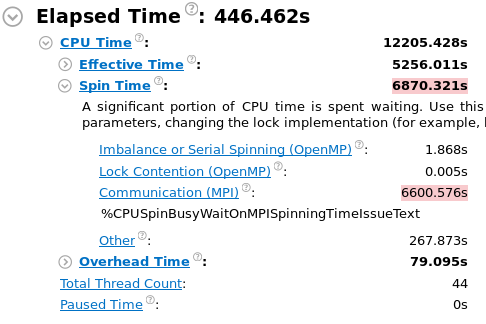 Elapsed Time ?: 446.462s
CPU Time ?: 12205.428s
Effective Time ?: 5256.011s
Spin Time ?: 6870.321s
A significant portion of CPU time is spent waiting. Use this
parameters, changing the lock implementation (for example,
Imbalance or Serial Spinning (OpenMP) ?: 1.868s
Lock Contention (OpenMP) ?: 0.005s
Communication (MPI) ?: 6600.576s
%CPUSpinBusyWaitOnMPISpinningTimeIssueText
Other ?: 267.873s
Overhead Time ?: 79.095s
Total Thread Count: 44
Paused Time ?: 0s